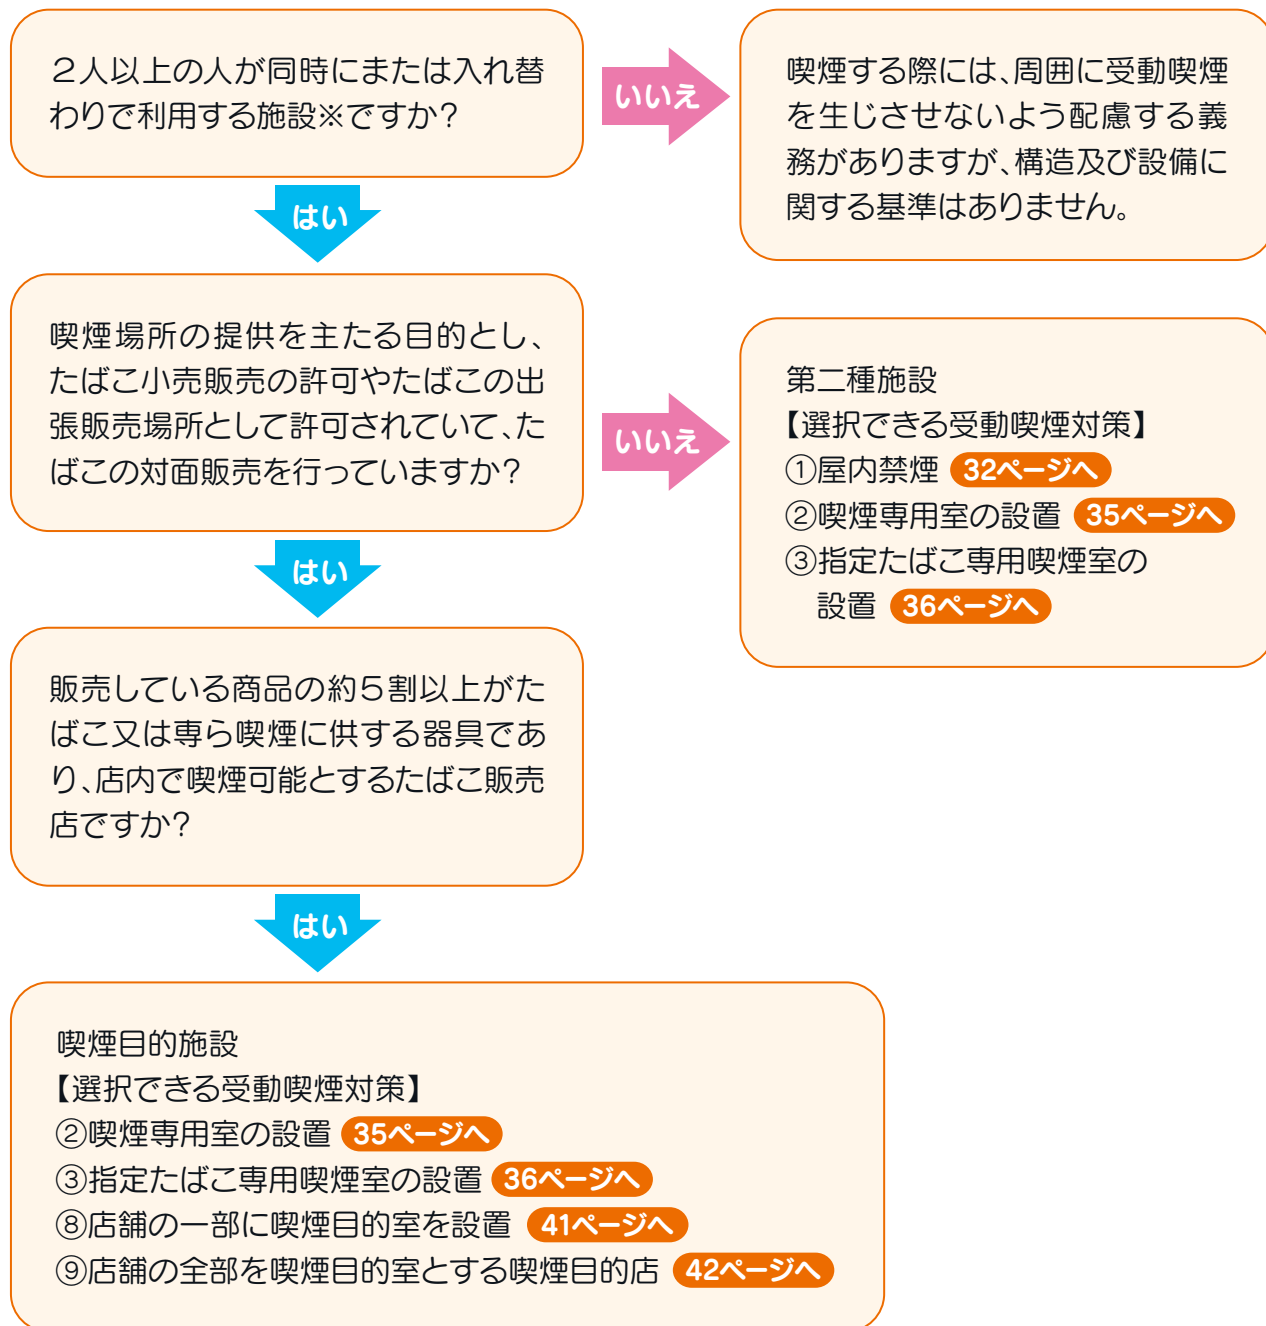 ２人以上の人が同時にまたは入れ替
わりで利用する施設※ですか？
いいえ
喫煙する際には、周囲に受動喫煙
を生じさせないよう配慮する義
務がありますが、構造及び設備に
関する基準はありません。
はい
喫煙場所の提供を主たる目的とし、
たばこ小売販売の許可やたばこの出
張販売場所として許可されていて、た
ばこの対面販売を行っていますか？
いいえ
第二種施設
【選択できる受動喫煙対策】
①屋内禁煙 32ページへ
②喫煙専用室の設置 35ページへ
③指定たばこ専用喫煙室の
設置 36ページへ
はい
販売している商品の約５割以上がた
ばこ又は専ら喫煙に供する器具であ
り、店内で喫煙可能とするたばこ販売
店ですか？
はい
喫煙目的施設
【選択できる受動喫煙対策】
②喫煙専用室の設置 35ページへ
③指定たばこ専用喫煙室の設置 36ページへ
⑧店舗の一部に喫煙目的室を設置 41ページへ
⑨店舗の全部を喫煙目的室とする喫煙目的店 42ページへ